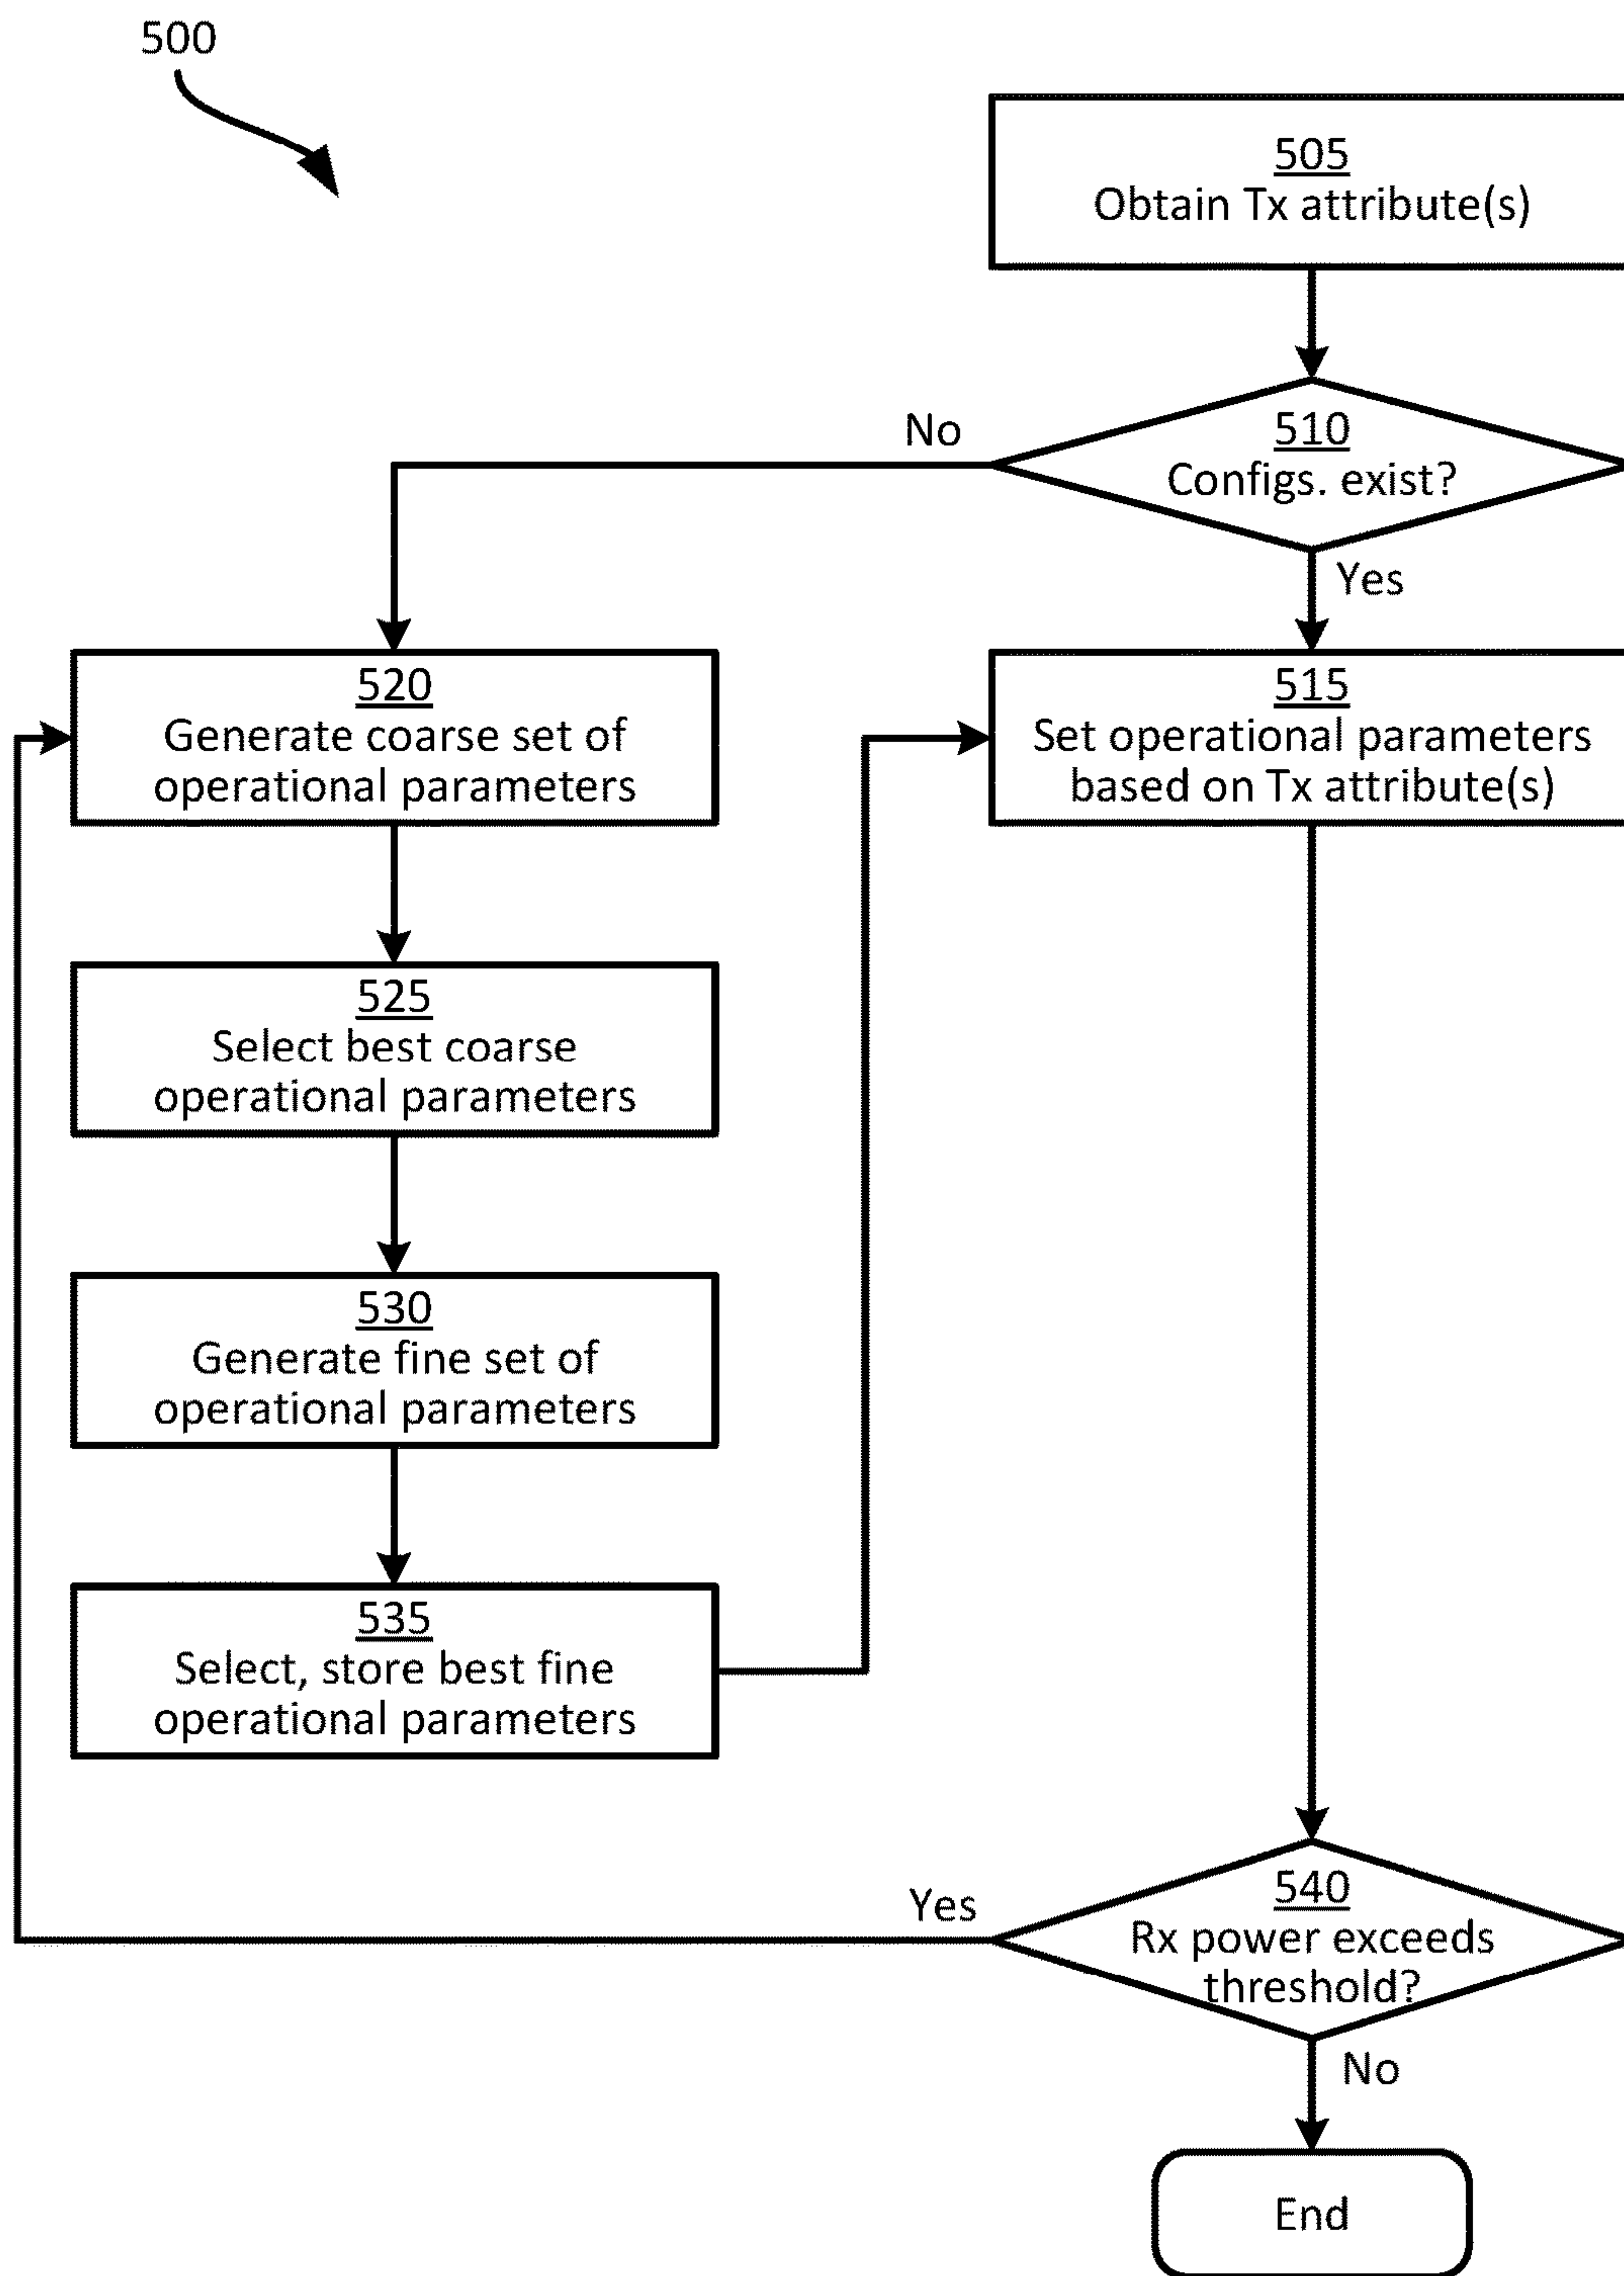 500
505
Obtain Tx attribute(s)
510
Configs. exist?
No
Yes
520
Generate coarse set of
operational parameters
515
Set operational parameters
based on Tx attribute(s)
525
Select best coarse
operational parameters
530
Generate fine set of
operational parameters
535
Select, store best fine
operational parameters
540
Rx power exceeds
threshold?
Yes
No
End